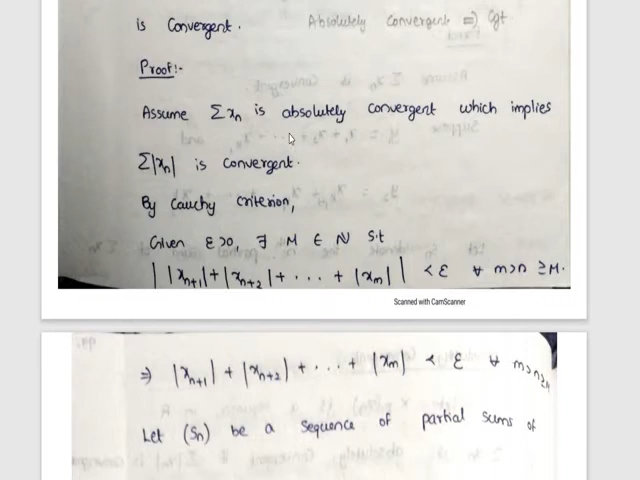 is Convergent. Absolutely Convergent => Cgt.
Proof:-
Assume Σxn is absolutely convergent which implies
Σ|xn| is convergent.
By Cauchy Criterion,
Given ε>0, ∃ M ∈ N s.t
||xn+1|+|xn+2|+...+|xm|| <ε ∀ m>n ≥M.
Scanned with CamScanner
=> |xn+1| + |xn+2| + ... + |xm| < ε ∀ m>n≥M
Let (Sn) be a sequence of partial sums of